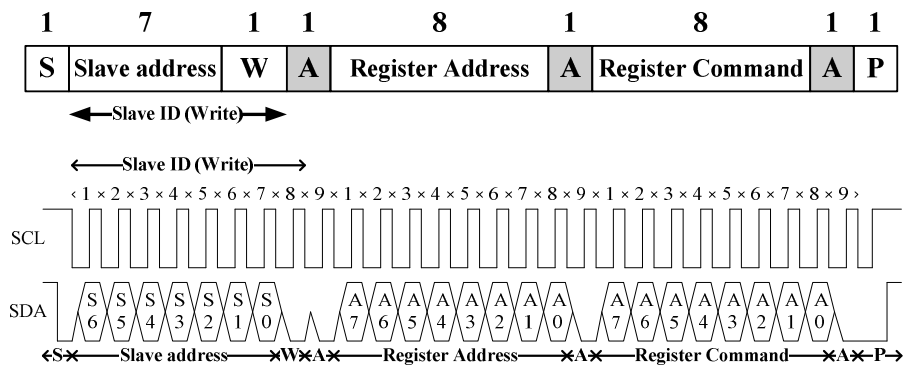 1 7 1 1 8 1 8 1 1
S Slave address W A Register Address A Register Command A P
Slave ID (Write)
Slave ID (Write)
‹ 1 × 2 × 3 × 4 × 5 × 6 × 7 × 8 × 9 × 1 × 2 × 3 × 4 × 5 × 6 × 7 × 8 × 9 × 1 × 2 × 3 × 4 × 5 × 6 × 7 × 8 × 9 ›
SCL
SDA S6 S5 S4 S3 S2 S1 S0 A7 A6 A5 A4 A3 A2 A1 A0 A7 A6 A5 A4 A3 A2 A1 A0
S Slave address W A Register Address A Register Command A P